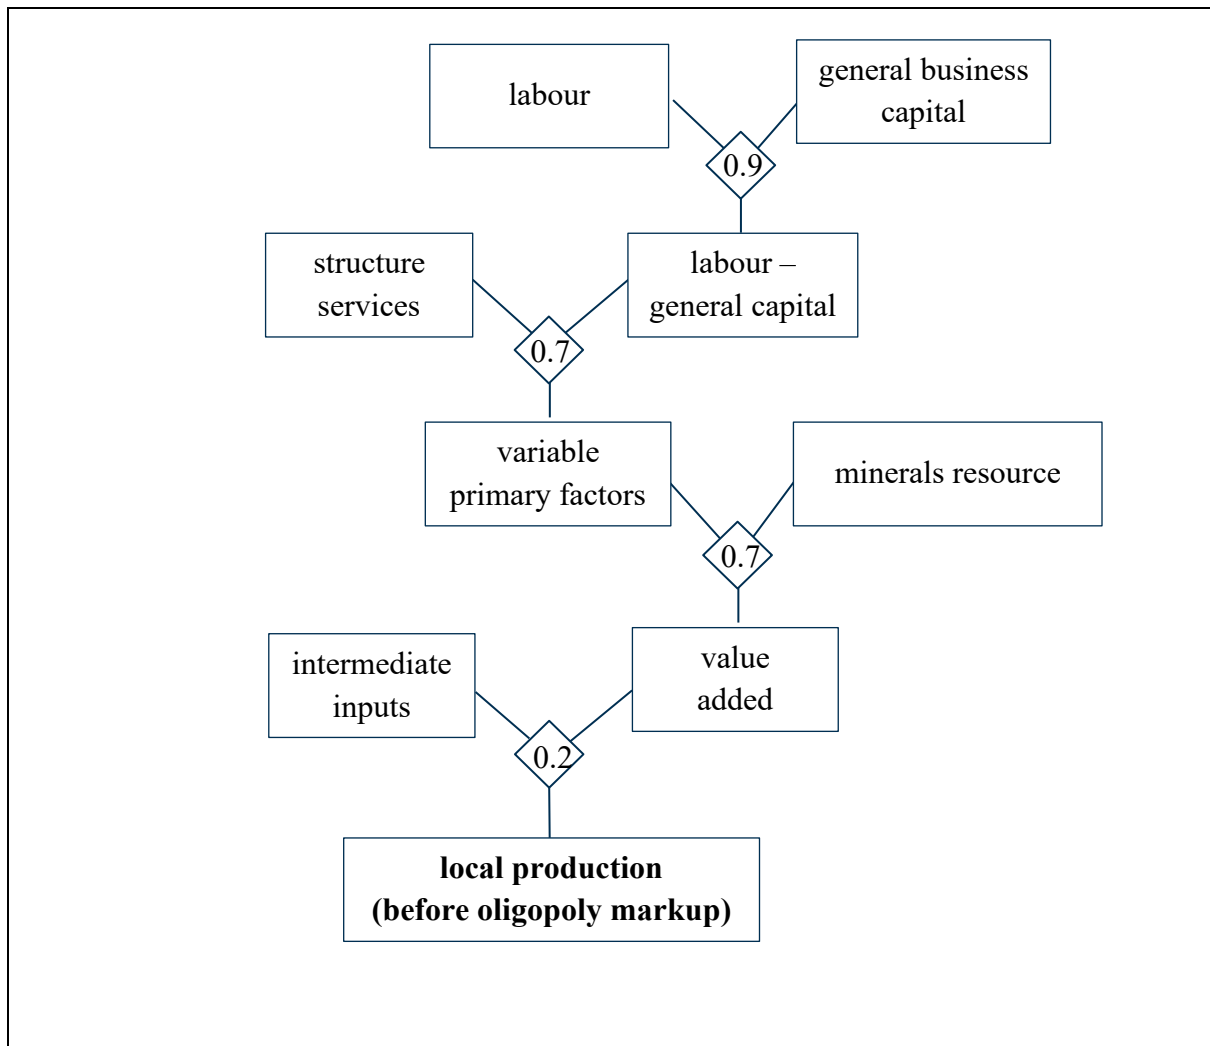 labour
general business
capital
0.9
structure
services
labour –
general capital
0.7
variable
primary factors
minerals resource
0.7
intermediate
inputs
value
added
0.2
local production
(before oligopoly markup)